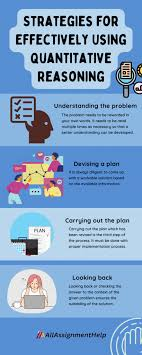 STRATEGIES FOR
EFFECTIVELY USING
QUANTITATIVE
REASONING
Understanding the problem
The problem needs to be reworded in
your own words. It needs to be read
multiple times as necessary so that a
better understanding can be developed.
Devising a plan
It is always diligent to come up
with a workable solution based
on the available information.
PLAN
Carrying out the plan
Carrying out the plan which has
been devised is the third step of
the process. It must be done with
proper implementation process.
Looking back
Looking back or checking the
answer to the context of the
given problem ensures the
suitability of the solution.
AllAssignmentHelp